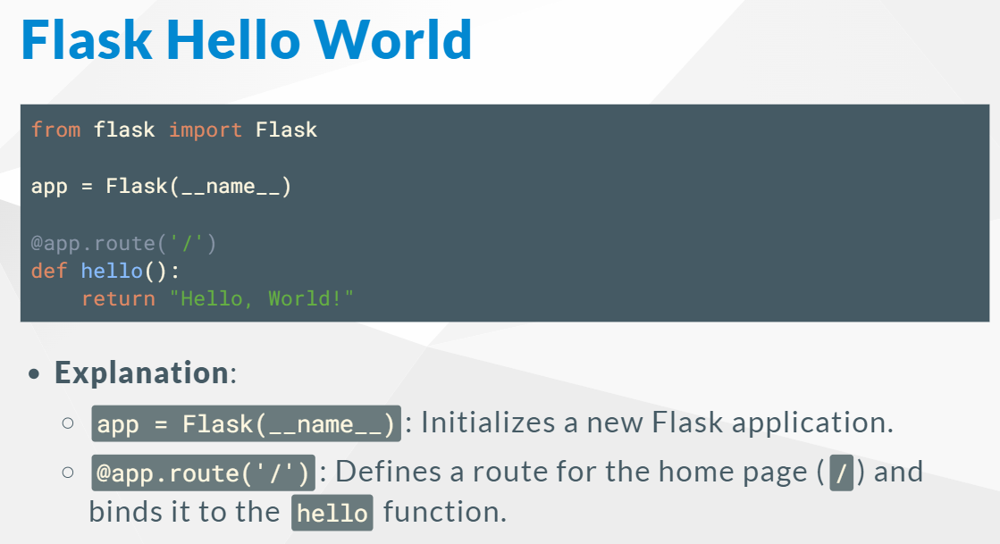 Flask Hello World
from flask import Flask
app = Flask(__name__)
@app.route('/')
def hello():
    return "Hello, World!"
• Explanation:
○ app = Flask(__name__) : Initializes a new Flask application.
○ @app.route('/') : Defines a route for the home page ( / ) and
binds it to the hello function.